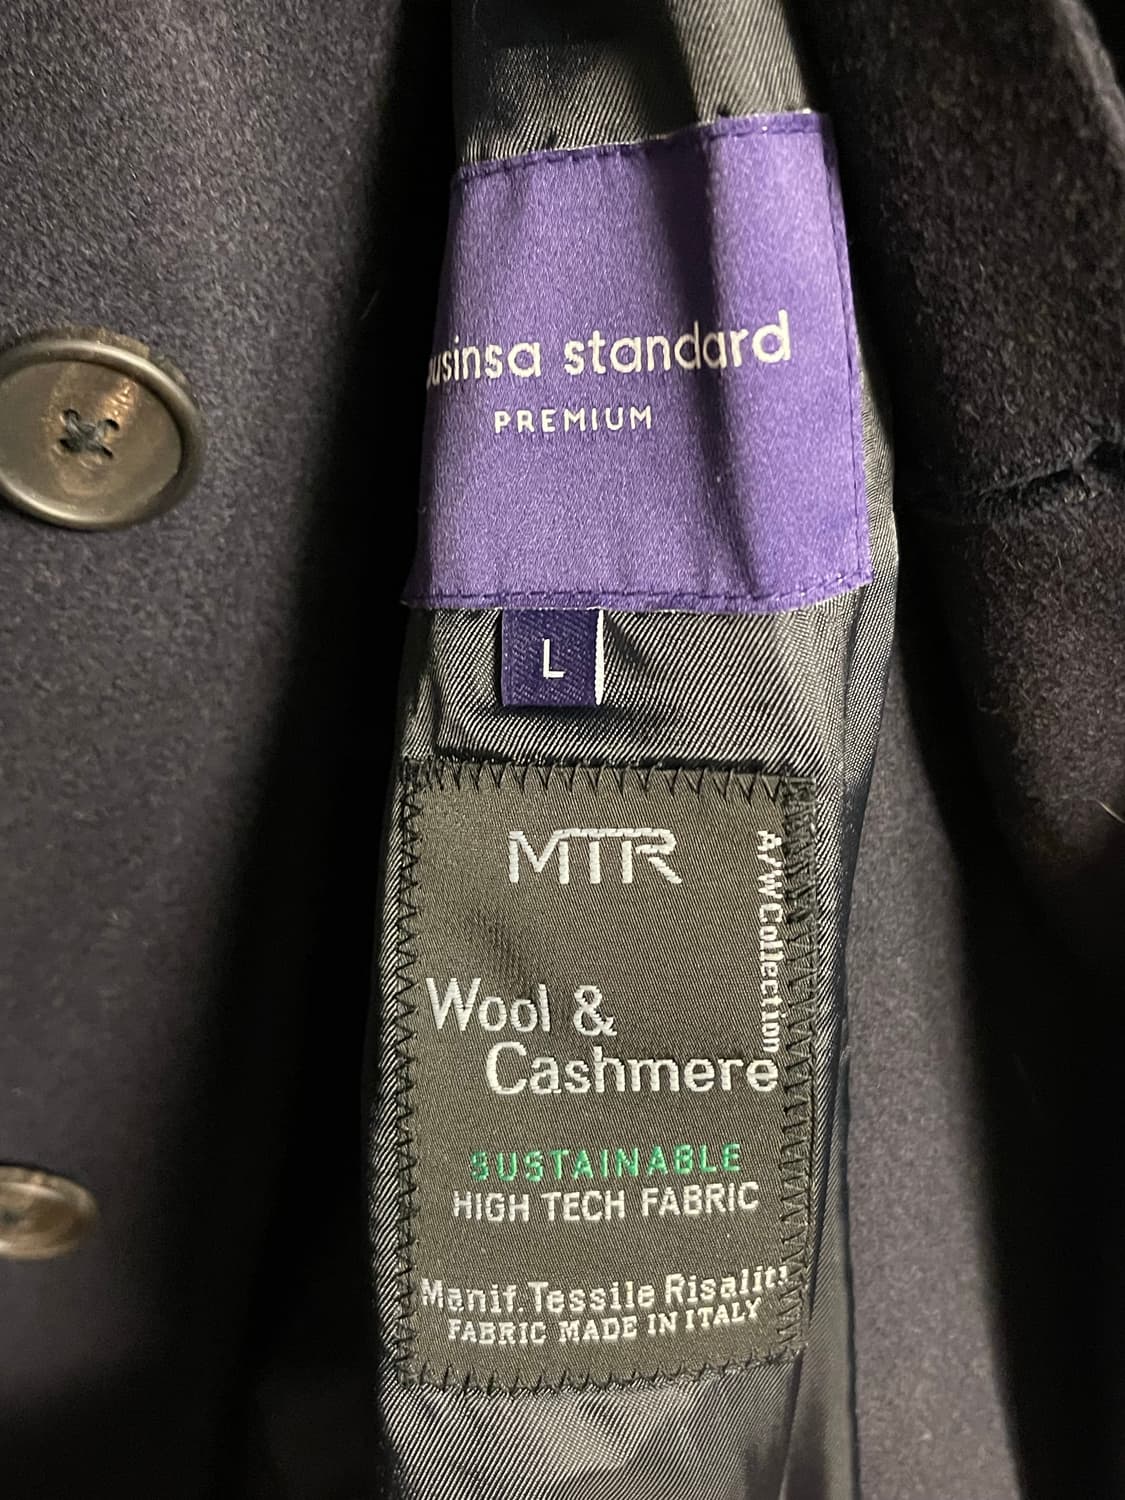 usinsa standard
PREMIUM
L
MTR
A/W Collection
Wool &
Cashmere
SUSTAINABLE
HIGH TECH FABRIC
Manif. Tessile Risaliti
FABRIC MADE IN ITALY